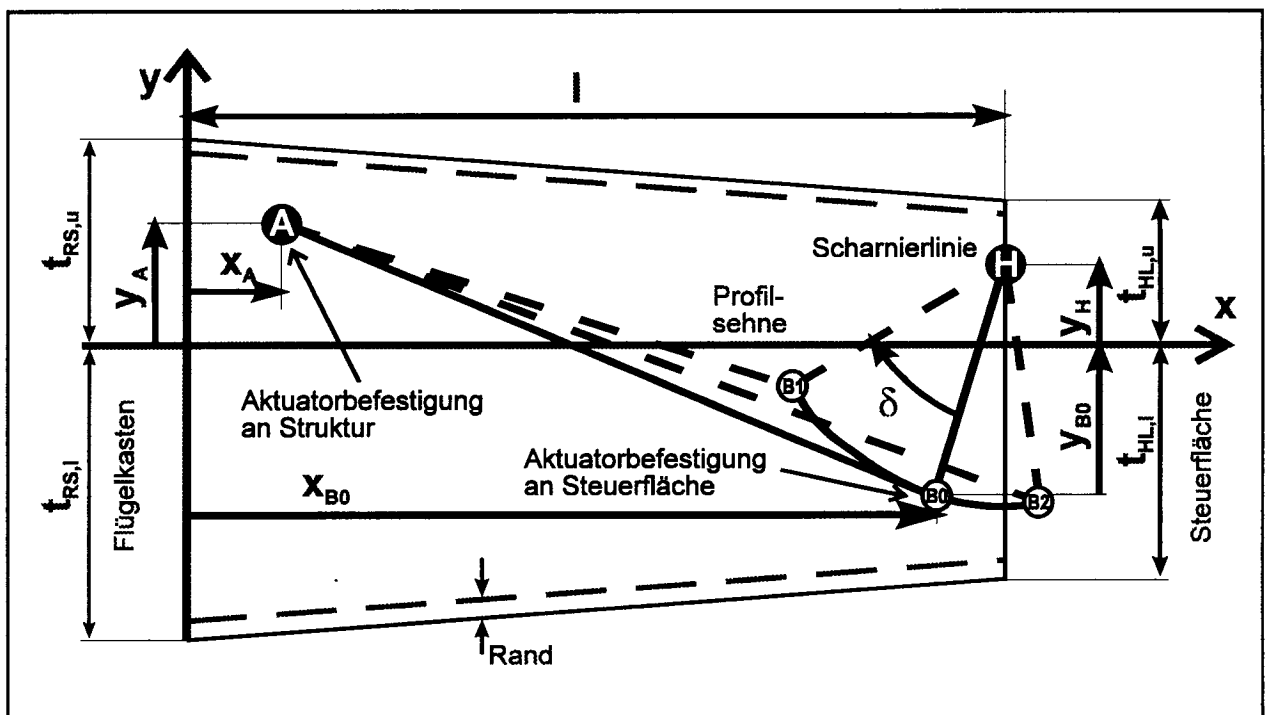 y
l
t_RS,u
y_A
A
x_A
Scharnierlinie
H
t_HL,u
y_H
x
Profil-
sehne
B1
δ
Aktuatorbefestigung
an Struktur
Aktuatorbefestigung
an Steuerfläche
B0
B2
y_B0
t_HL,l
x_B0
t_RS,l
Flügelkasten
Steuerfläche
Rand